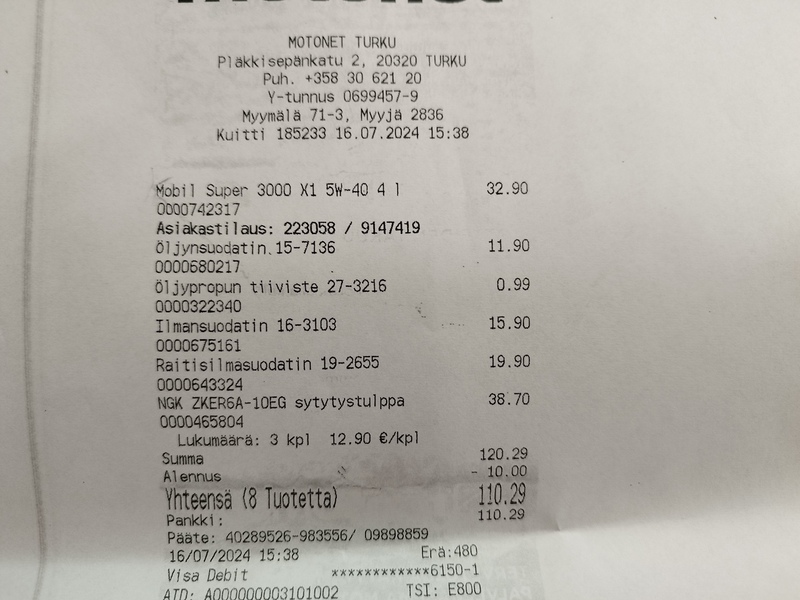 MOTONET TURKU
Pläkkisepänkatu 2, 20320 TURKU
Puh. +358 30 621 20
Y-tunnus 0699457-9
Myymälä 71-3, Myyjä 2836
Kuitti 185233 16.07.2024 15:38
Mobil Super 3000 X1 5W-40 4 l 32.90
0000742317
Asiakastilaus: 223058 / 9147419
Öljynsuodatin 15-7136 11.90
0000680217
Öljypropun tiiviste 27-3216 0.99
0000322340
Ilmansuodatin 16-3103 15.90
0000675161
Raitisilmasuodatin 19-2655 19.90
0000643324
NGK ZKER6A-10EG sytytystulppa 38.70
0000465804
Lukumäärä: 3 kpl 12.90 €/kpl
Summa 120.29
Alennus - 10.00
Yhteensä (8 Tuotetta) 110.29
Pankki: 110.29
Pääte: 40289526-983556/ 09898859
16/07/2024 15:38 Erä:480
Visa Debit ************6150-1
AID: A000000003101002 TSI: E800